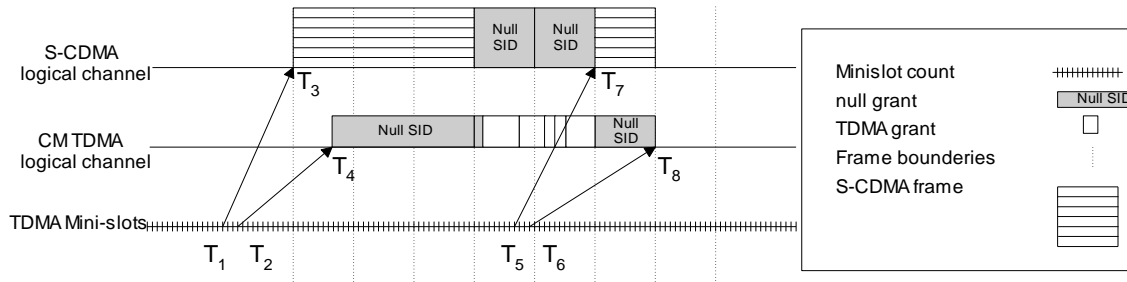 Null
SID
Null
SID
S-CDMA
logical channel
T3
T7
Null SID
Null
SID
CM TDMA
logical channel
T4
T8
TDMA Mini-slots
T1
T2
T5
T6
Minislot count
null grant
Null SID
TDMA grant
Frame bounderies
S-CDMA frame